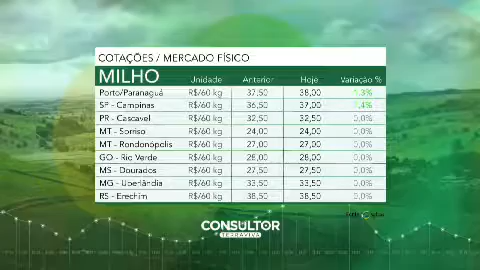 COTAÇÕES / MERCADO FÍSICO
MILHO Unidade Anterior Hoje Variação %
Porto/Paranaguá R$/60 kg 37,50 38,00 1,3%
SP - Campinas R$/60 kg 36,50 37,00 1,4%
PR - Cascavel R$/60 kg 32,50 32,50 0,0%
MT - Sorriso R$/60 kg 24,00 24,00 0,0%
MT - Rondonópolis R$/60 kg 27,00 27,00 0,0%
GO - Rio Verde R$/60 kg 28,00 28,00 0,0%
MS - Dourados R$/60 kg 27,50 27,50 0,0%
MG - Uberlândia R$/60 kg 33,50 33,50 0,0%
RS - Erechim R$/60 kg 38,50 38,50 0,0%
CONSULTOR
TERRAVIVA